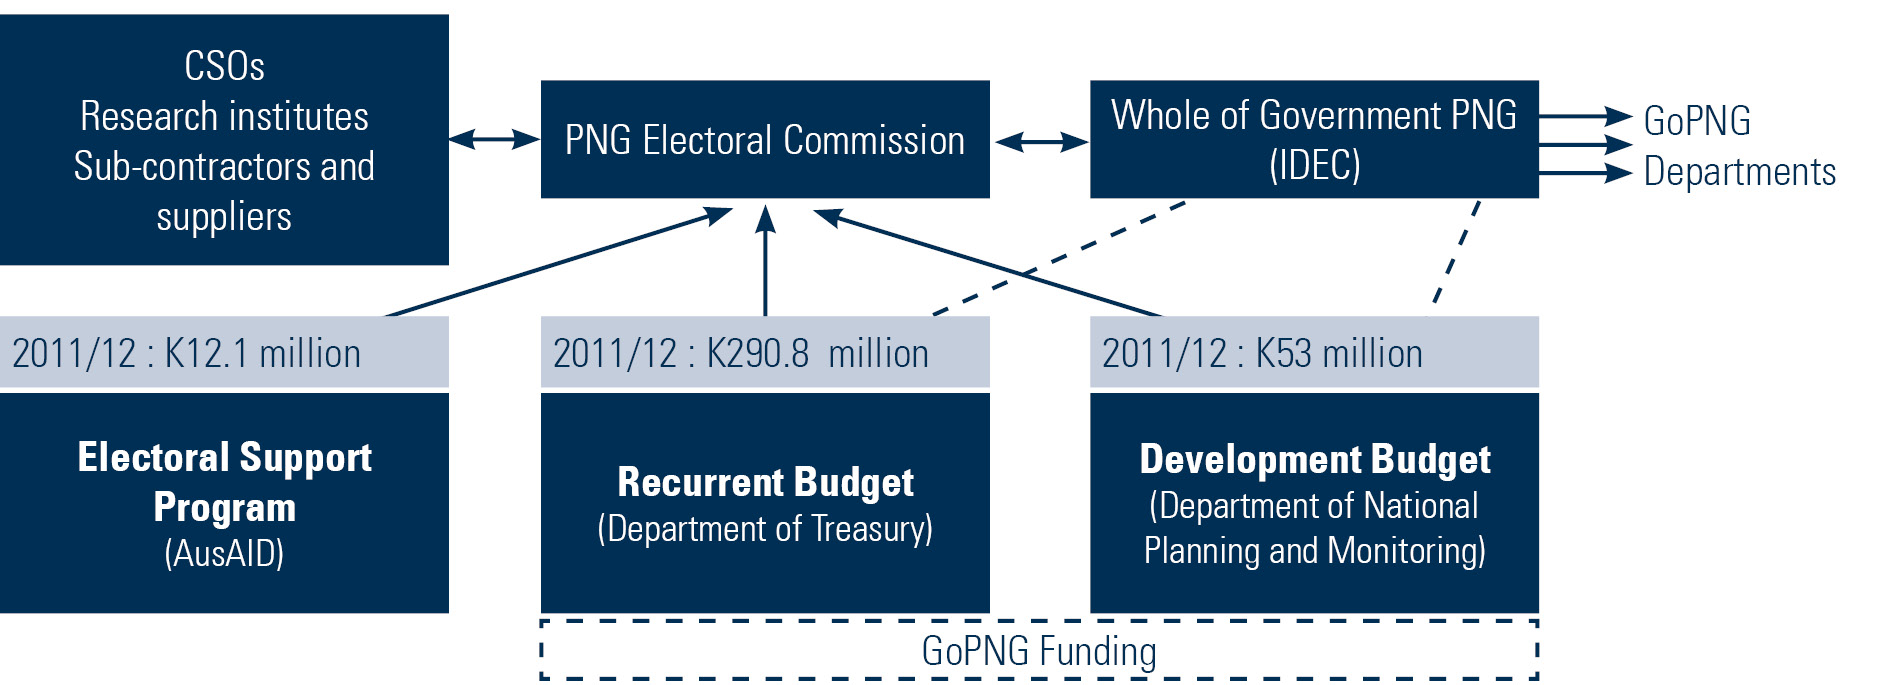 CSOs
Research institutes
Sub-contractors and
suppliers
PNG Electoral Commission
Whole of Government PNG
(IDEC)
GoPNG
Departments
2011/12 : K12.1 million
2011/12 : K290.8 million
2011/12 : K53 million
Electoral Support
Program
(AusAID)
Recurrent Budget
(Department of Treasury)
Development Budget
(Department of National
Planning and Monitoring)
GoPNG Funding